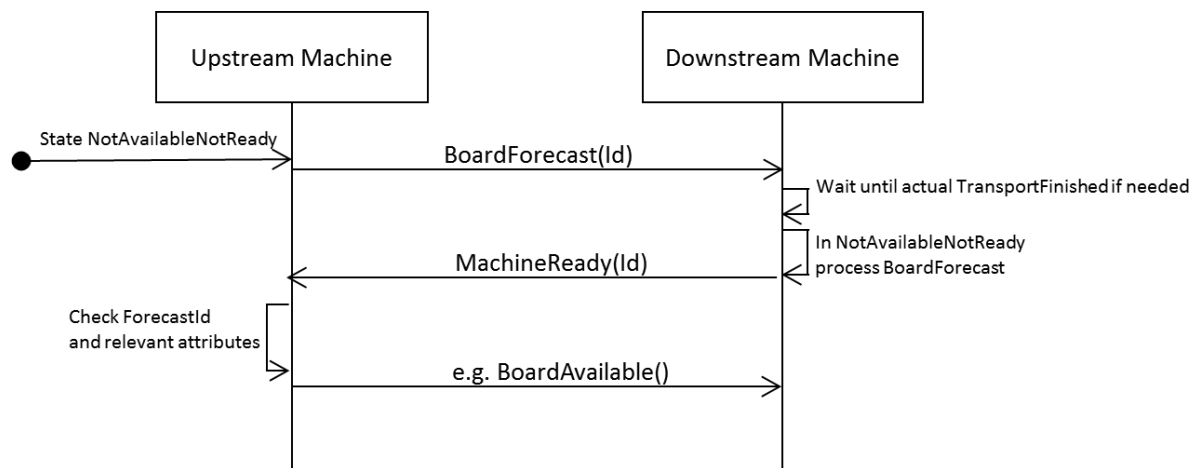 Upstream Machine
Downstream Machine
State NotAvailableNotReady
BoardForecast(Id)
Wait until actual TransportFinished if needed
In NotAvailableNotReady
process BoardForecast
MachineReady(Id)
Check ForecastId
and relevant attributes
e.g. BoardAvailable()